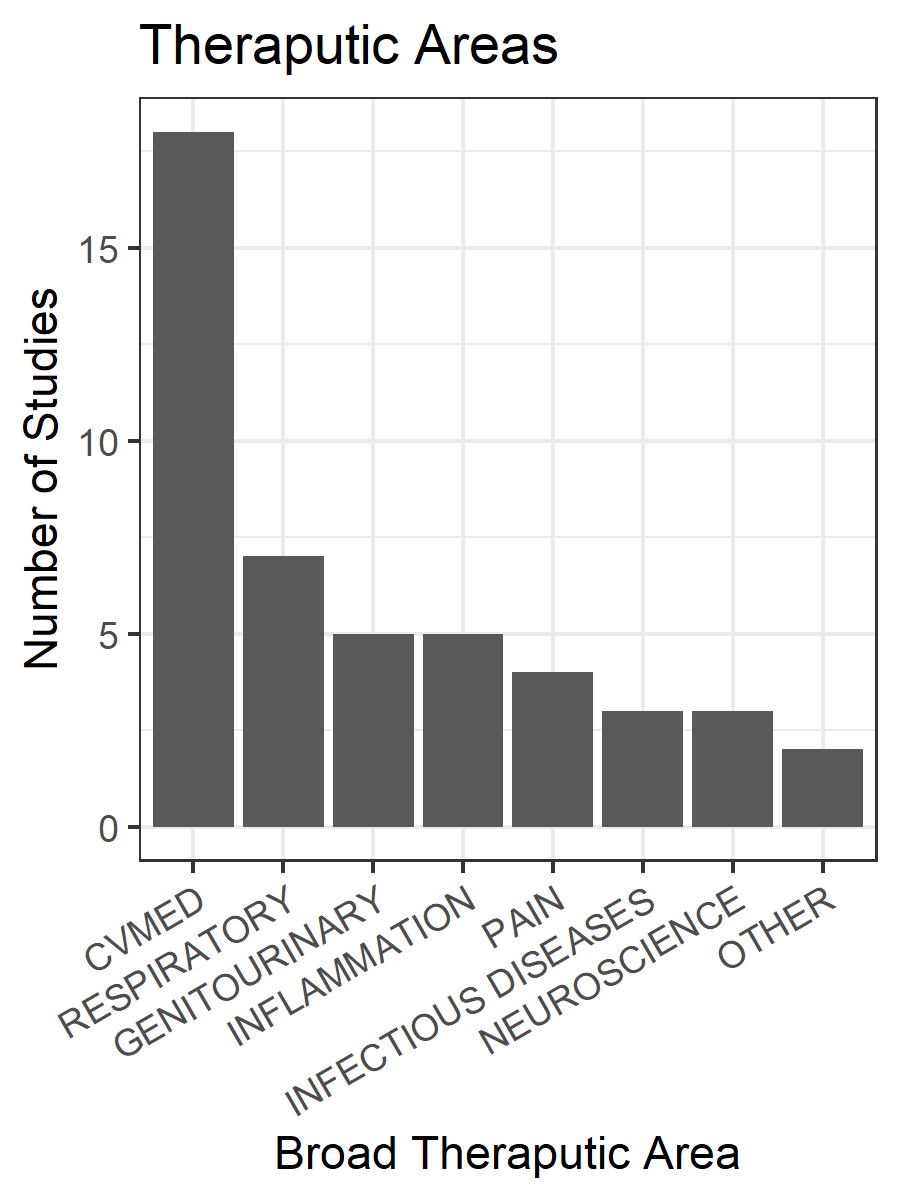 Theraputic Areas
Number of Studies
15
10
5
0
CVMED
RESPIRATORY
GENITOURINARY
INFLAMMATION
PAIN
INFECTIOUS DISEASES
NEUROSCIENCE
OTHER
Broad Theraputic Area